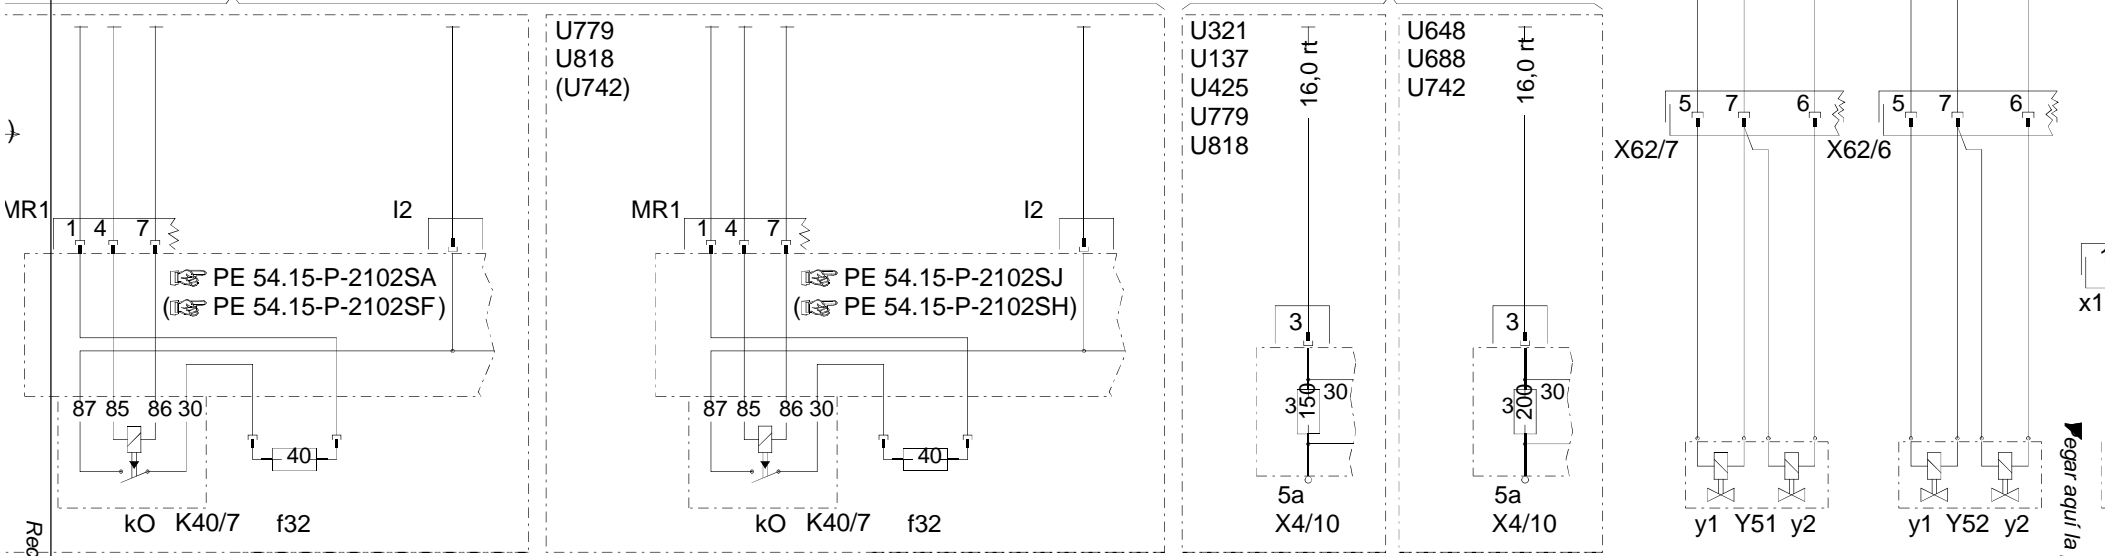 U779
U818
(U742)
U321
U137
U425
U779
U818
16,0 rt
U648
U688
U742
16,0 rt
5 7 6
X62/7
5 7 6
X62/6
MR1
1 4 7
I2
PE 54.15-P-2102SA
(PE 54.15-P-2102SF)
87 85 86 30
40
kO K40/7 f32
MR1
1 4 7
I2
PE 54.15-P-2102SJ
(PE 54.15-P-2102SH)
87 85 86 30
40
kO K40/7 f32
3
30
3
150
5a
X4/10
3
30
3
200
5a
X4/10
y1 Y51 y2
y1 Y52 y2
x1
Rec
egar aquí la